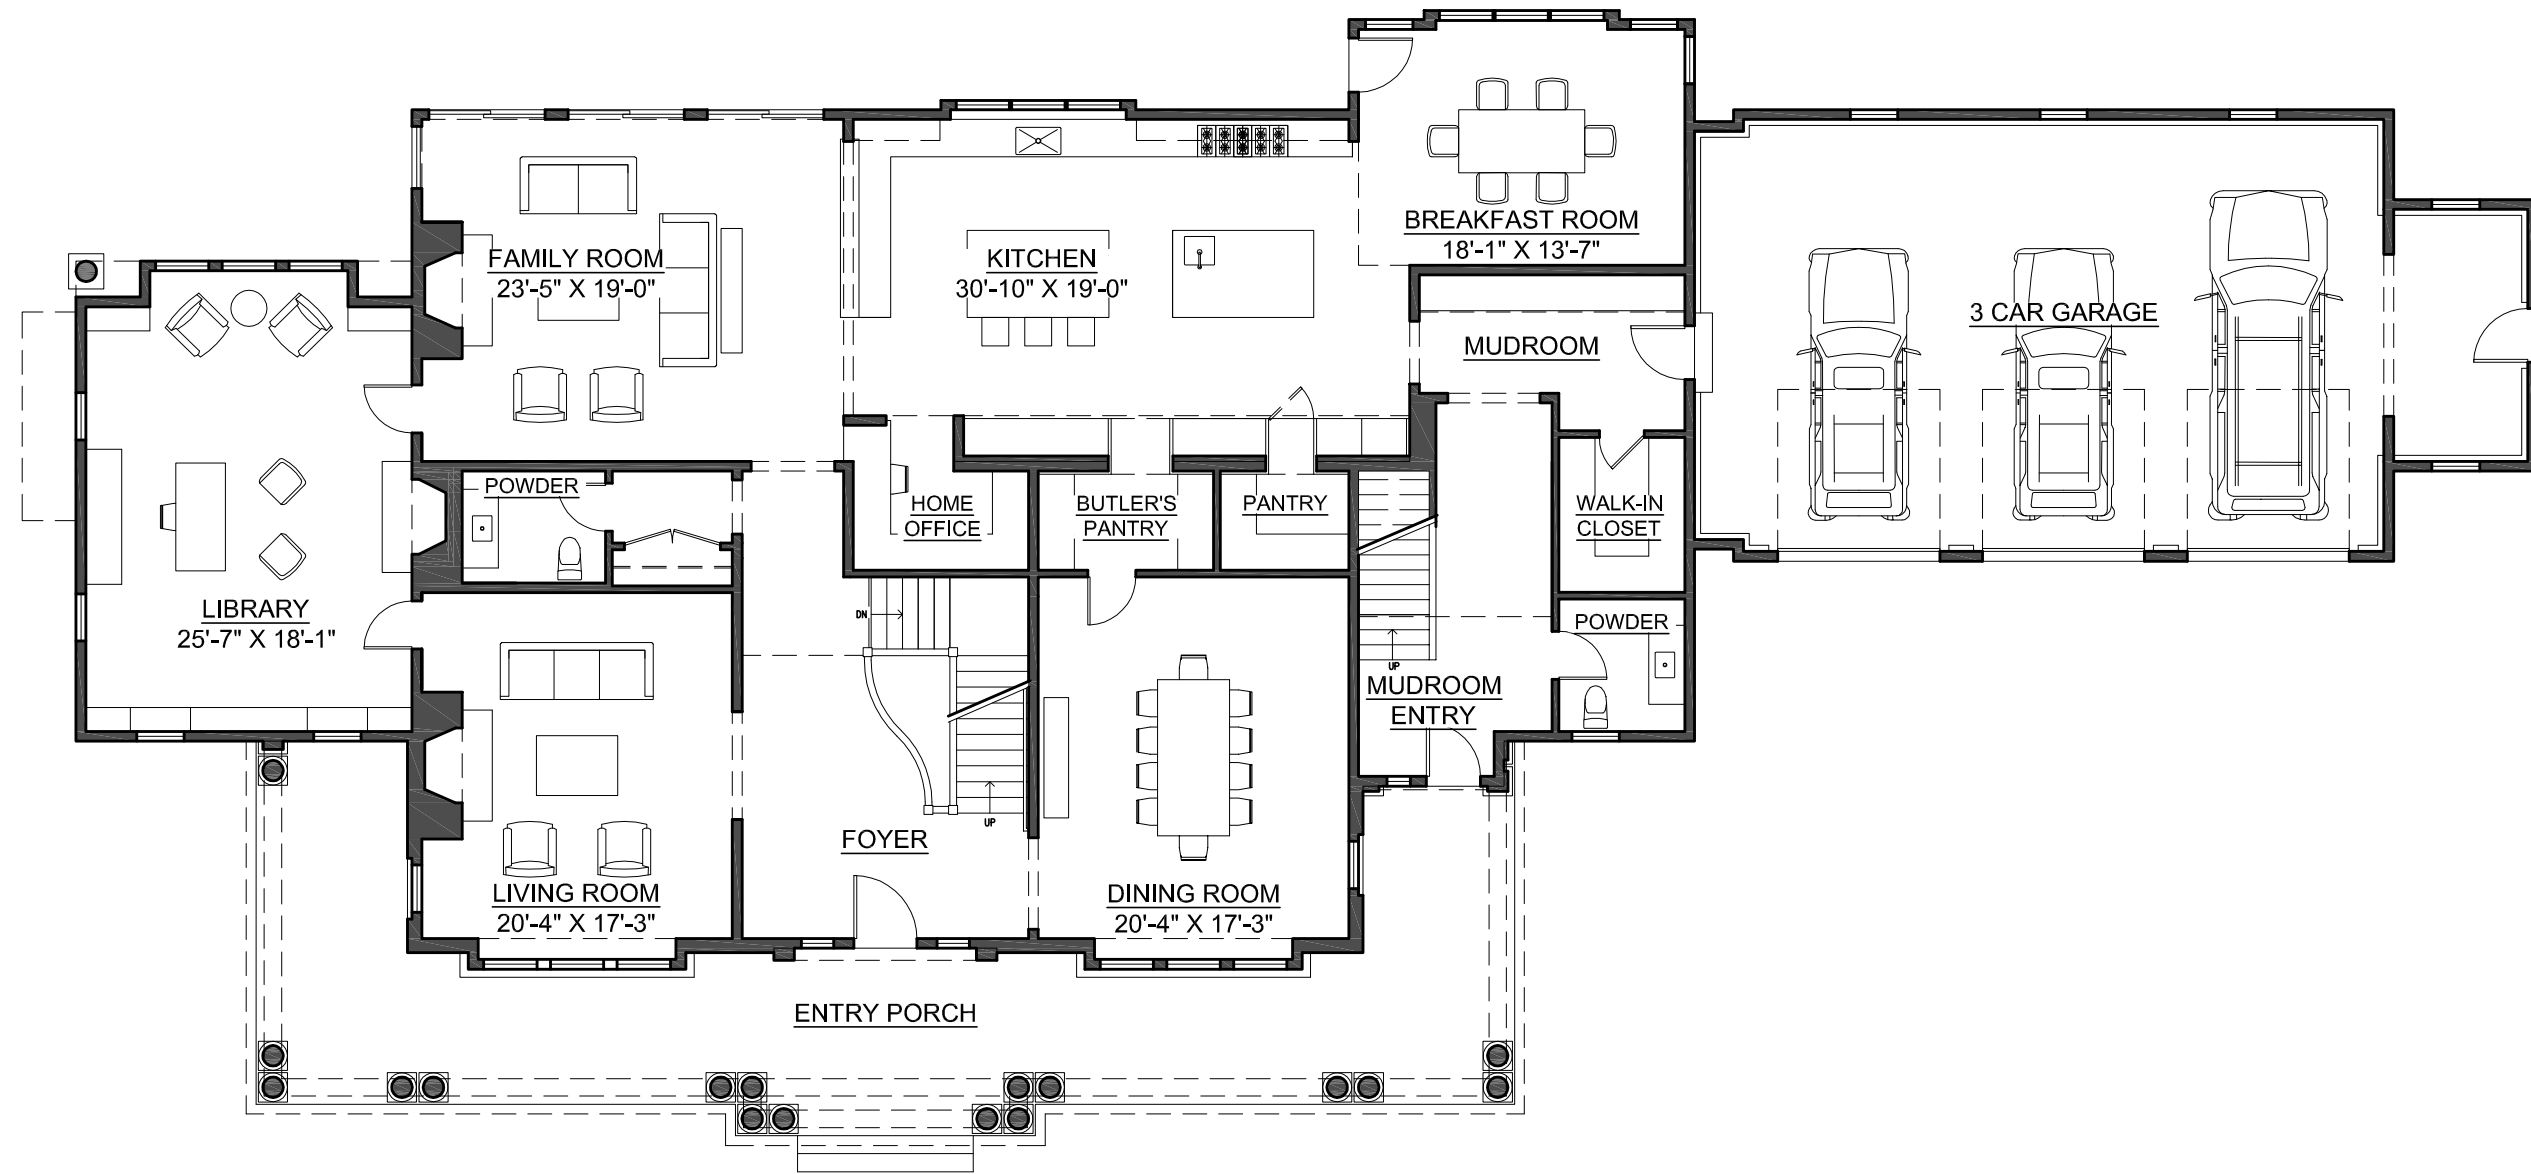 BREAKFAST ROOM
18'-1" X 13'-7"
FAMILY ROOM
23'-5" X 19'-0"
KITCHEN
30'-10" X 19'-0"
3 CAR GARAGE
MUDROOM
POWDER
HOME
OFFICE
BUTLER'S
PANTRY
PANTRY
WALK-IN
CLOSET
LIBRARY
25'-7" X 18'-1"
DN
POWDER
UP
MUDROOM
ENTRY
UP
FOYER
LIVING ROOM
20'-4" X 17'-3"
DINING ROOM
20'-4" X 17'-3"
ENTRY PORCH